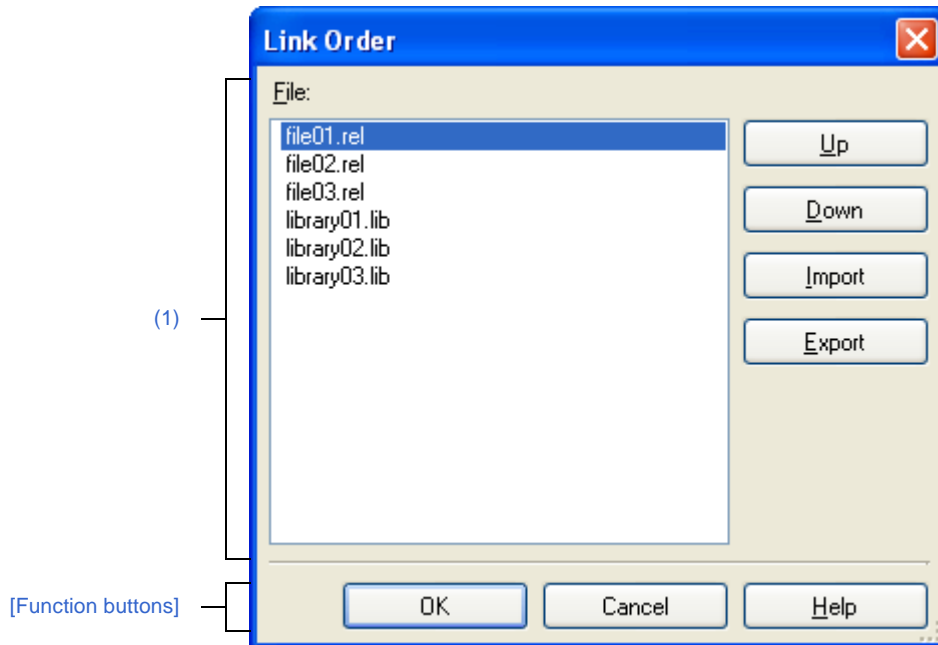 Link Order
File:
file01.rel
file02.rel
file03.rel
library01.lib
library02.lib
library03.lib
Up
Down
Import
Export
(1)
[Function buttons]
OK
Cancel
Help